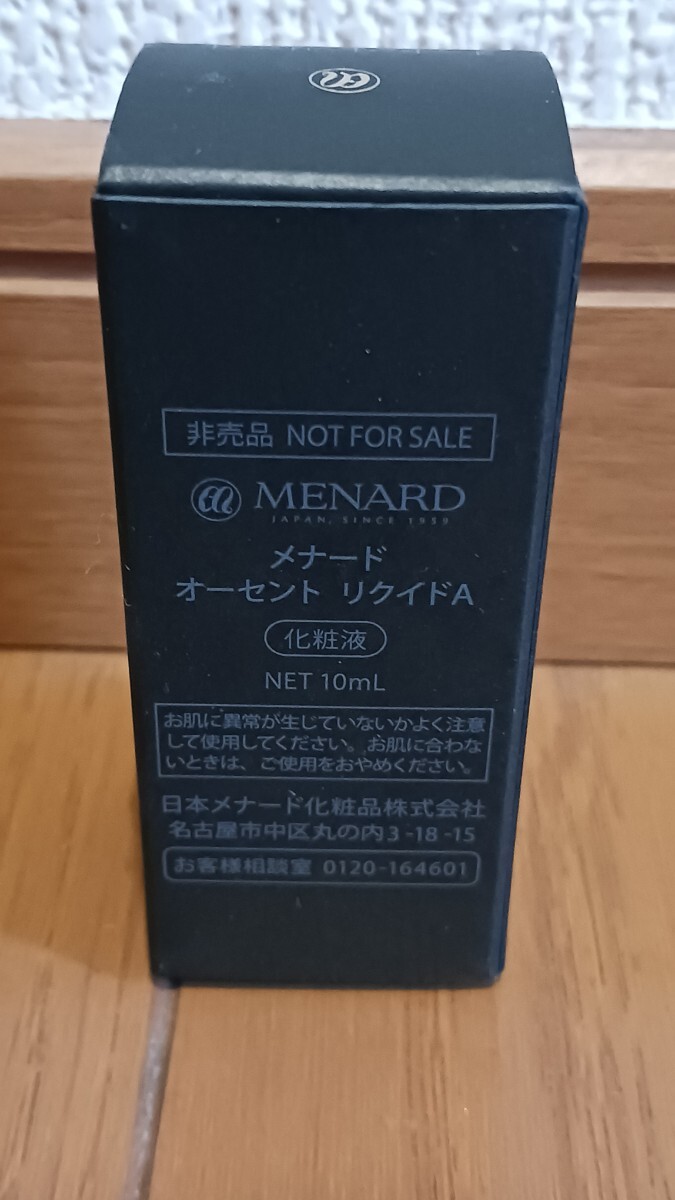 非売品 NOT FOR SALE
MENARD
JAPAN, SINCE 1959
メナード
オーセント リクイドA
化粧液
NET 10mL
お肌に異常が生じていないかよく注意
して使用してください。お肌に合わな
いときは、ご使用をおやめください。
日本メナード化粧品株式会社
名古屋市中区丸の内3-18-15
お客様相談室 0120-164601